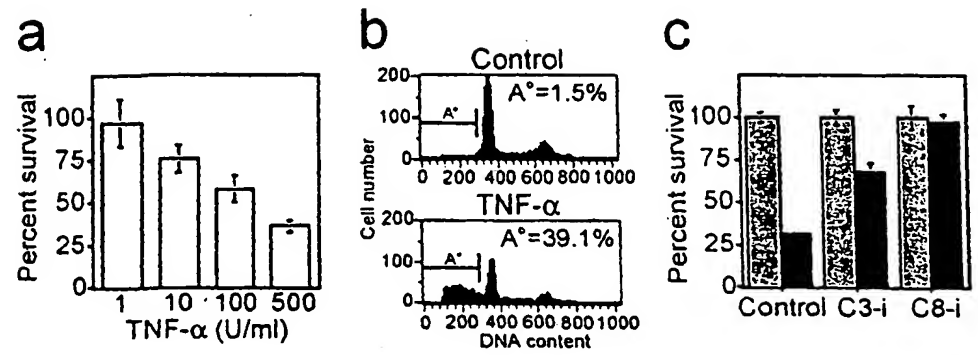 a
Percent survival
100
75
50
25
0
1 10 100 500
TNF-α (U/ml)
b
Control
Cell number
200
100
0
A°
A°=1.5%
0 200 400 600 800 1000
TNF-α
200
100
0
A°
A°=39.1%
0 200 400 600 800 1000
DNA content
c
Percent survival
100
75
50
25
0
Control C3-i C8-i